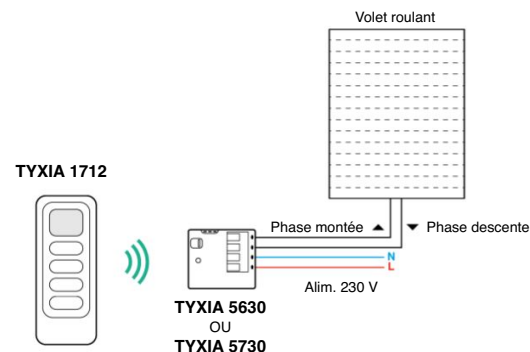 Volet roulant
TYXIA 1712
Phase montée
Phase descente
N
L
Alim. 230 V
TYXIA 5630
OU
TYXIA 5730